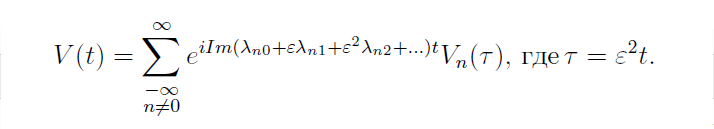 $V(t) = \sum_{\substack{-\infty \\ n \neq 0}}^{\infty} e^{iIm(\lambda_{n0}+\varepsilon\lambda_{n1}+\varepsilon^2\lambda_{n2}+\ldots)t} V_n(\tau)$, где $\tau = \varepsilon^2 t$.